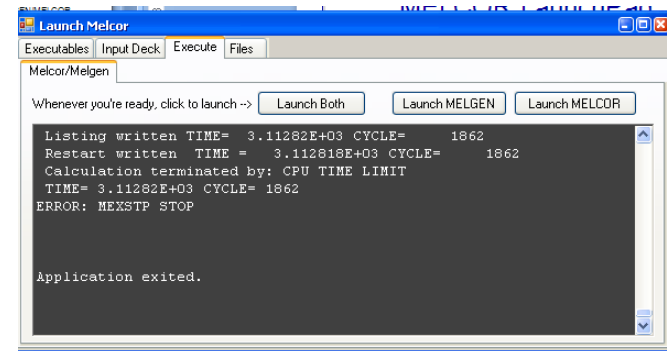 Launch Melcor
Executables Input Deck Execute Files
Melcor/Melgen
Whenever you're ready, click to launch --> Launch Both Launch MELGEN Launch MELCOR
Listing written TIME= 3.11282E+03 CYCLE= 1862
Restart written TIME = 3.112818E+03 CYCLE= 1862
Calculation terminated by: CPU TIME LIMIT
TIME= 3.11282E+03 CYCLE= 1862
ERROR: MEXSTP STOP
Application exited.